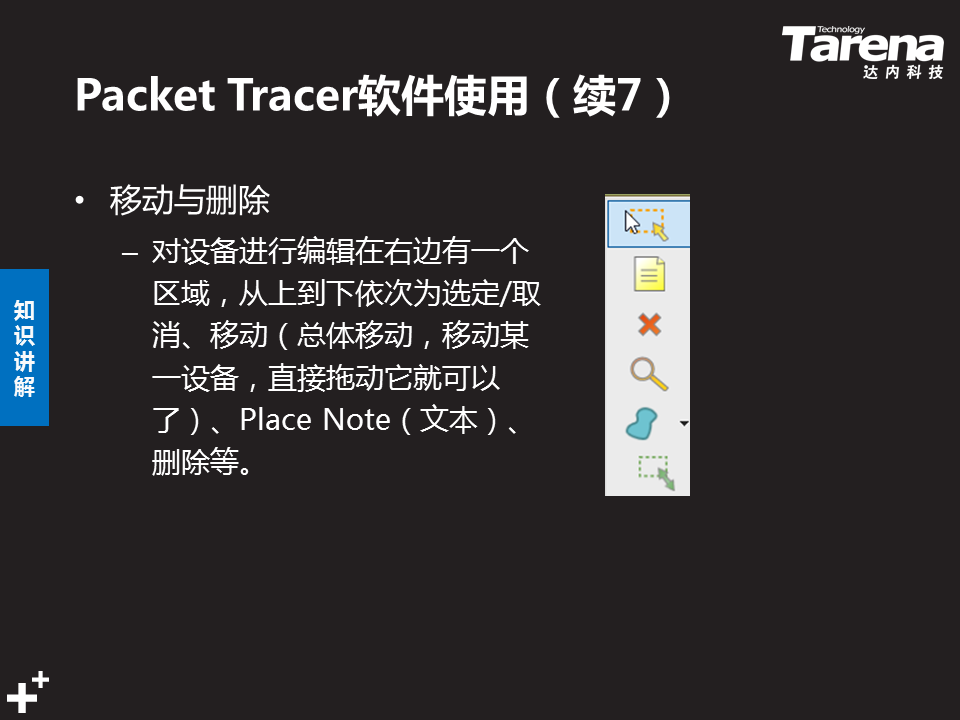 Technology
Tarena
达内科技
Packet Tracer软件使用（续7）
• 移动与删除
– 对设备进行编辑在右边有一个
区域，从上到下依次为选定/取
消、移动（总体移动，移动某
一设备，直接拖动它就可以
了）、Place Note（文本）、
删除等。
知
识
讲
解